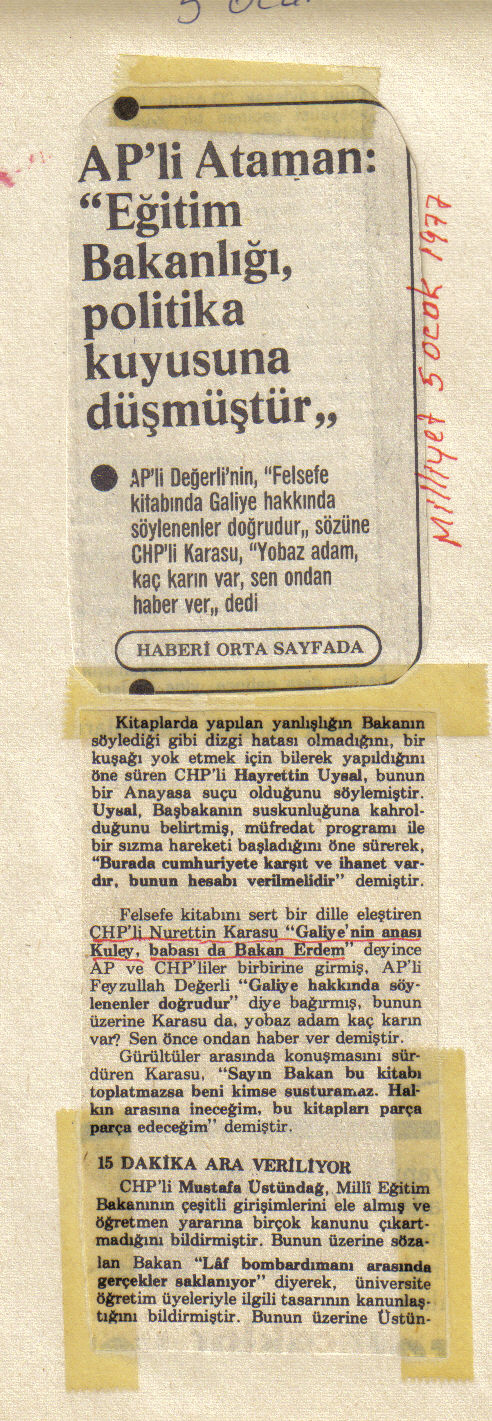 5 Oca
AP'li Ataman:
“Eğitim
Bakanlığı,
politika
kuyusuna
düşmüştür„
Milliyet 5 Ocak 1977
● AP'li Değerli'nin, “Felsefe
kitabında Galiye hakkında
söylenenler doğrudur„ sözüne
CHP'li Karasu, “Yobaz adam,
kaç karın var, sen ondan
haber ver„ dedi
HABERİ ORTA SAYFADA
Kitaplarda yapılan yanlışlığın Bakanın
söylediği gibi dizgi hatası olmadığını, bir
kuşağı yok etmek için bilerek yapıldığını
öne süren CHP'li Hayrettin Uysal, bunun
bir Anayasa suçu olduğunu söylemiştir.
Uysal, Başbakanın suskunluğuna kahrol-
duğunu belirtmiş, müfredat programı ile
bir sızma hareketi başladığını öne sürerek,
“Burada cumhuriyete karşıt ve ihanet var-
dır, bunun hesabı verilmelidir” demiştir.
Felsefe kitabını sert bir dille eleştiren
CHP'li Nurettin Karasu “Galiye'nin anası
Kuley, babası da Bakan Erdem” deyince
AP ve CHP'liler birbirine girmiş, AP'li
Feyzullah Değerli “Galiye hakkında söy-
lenenler doğrudur” diye bağırmış, bunun
üzerine Karasu da, yobaz adam kaç karın
var? Sen önce ondan haber ver demiştir.
Gürültüler arasında konuşmasını sür-
düren Karasu, “Sayın Bakan bu kitabı
toplatmazsa beni kimse susturamaz. Hal-
kın arasına ineceğim, bu kitapları parça
parça edeceğim” demiştir.
15 DAKİKA ARA VERİLİYOR
CHP'li Mustafa Üstündağ, Millî Eğitim
Bakanının çeşitli girişimlerini ele almış ve
öğretmen yararına birçok kanunu çıkart-
madığını bildirmiştir. Bunun üzerine söza-
lan Bakan “Lâf bombardımanı arasında
gerçekler saklanıyor” diyerek, üniversite
öğretim üyeleriyle ilgili tasarının kanunlaş-
tığını bildirmiştir. Bunun üzerine Üstün-